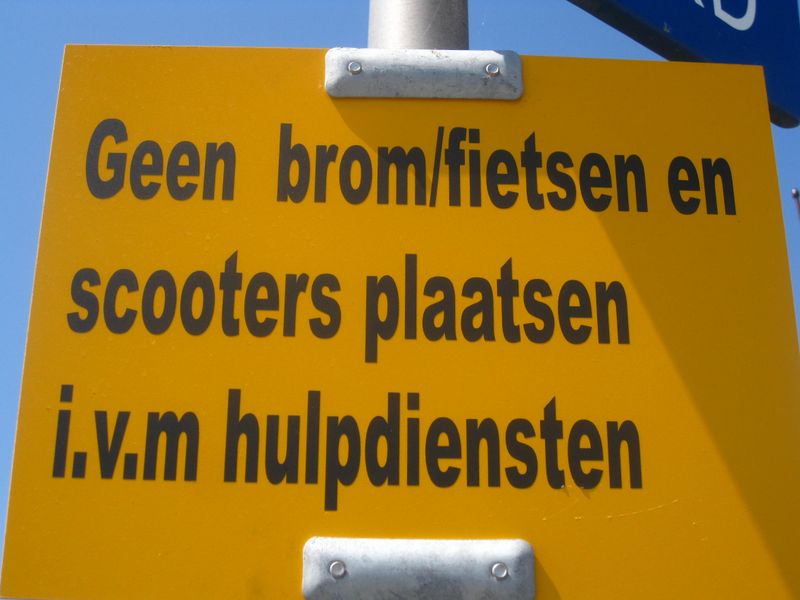 Geen brom/fietsen en
scooters plaatsen
i.v.m hulpdiensten